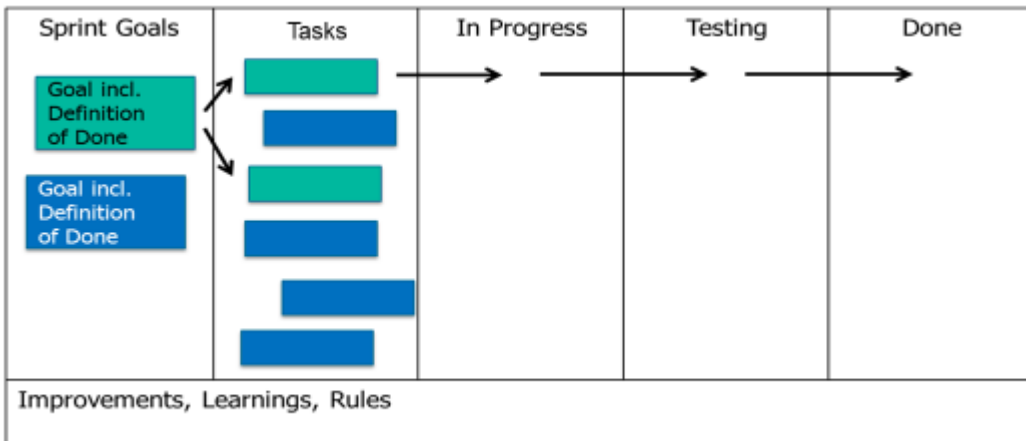 Sprint Goals
Tasks
In Progress
Testing
Done
Goal incl.
Definition
of Done
Goal incl.
Definition
of Done
Improvements, Learnings, Rules